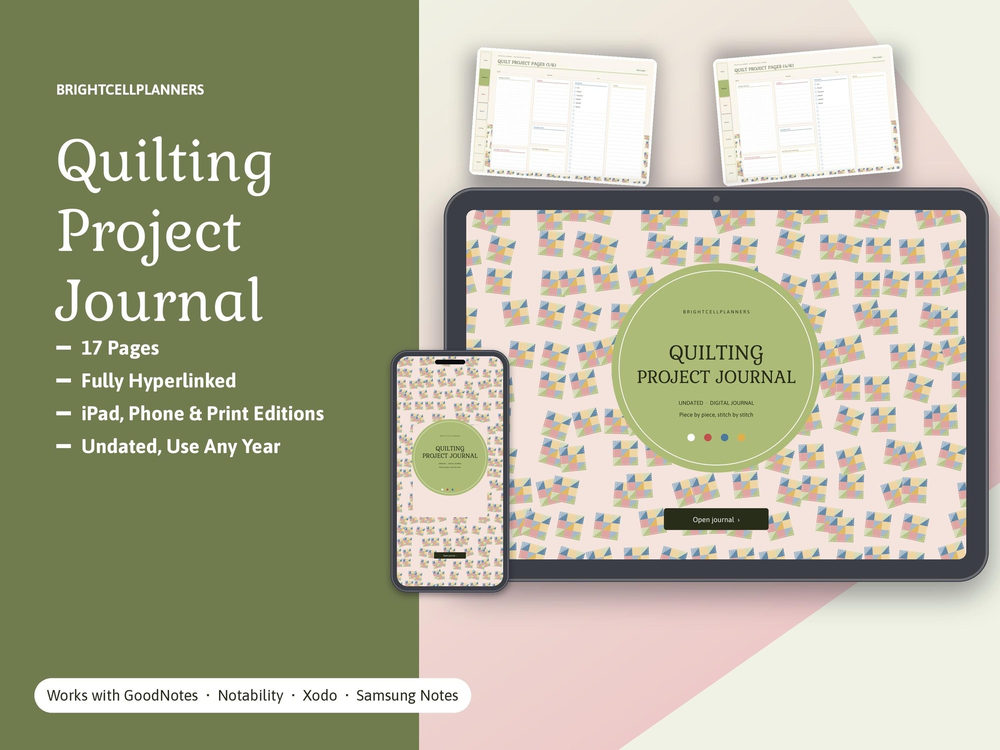 BRIGHTCELLPLANNERS
Quilting
Project
Journal
17 Pages
Fully Hyperlinked
iPad, Phone & Print Editions
Undated, Use Any Year
Works with GoodNotes · Notability · Xodo · Samsung Notes
QUILT PROJECT PAGES (1/6)
QUILT PROJECT PAGES (4/6)
BRIGHTCELLPLANNERS
QUILTING
PROJECT JOURNAL
UNDATED · DIGITAL JOURNAL
Piece by piece, stitch by stitch
Open journal ›
QUILTING
PROJECT JOURNAL